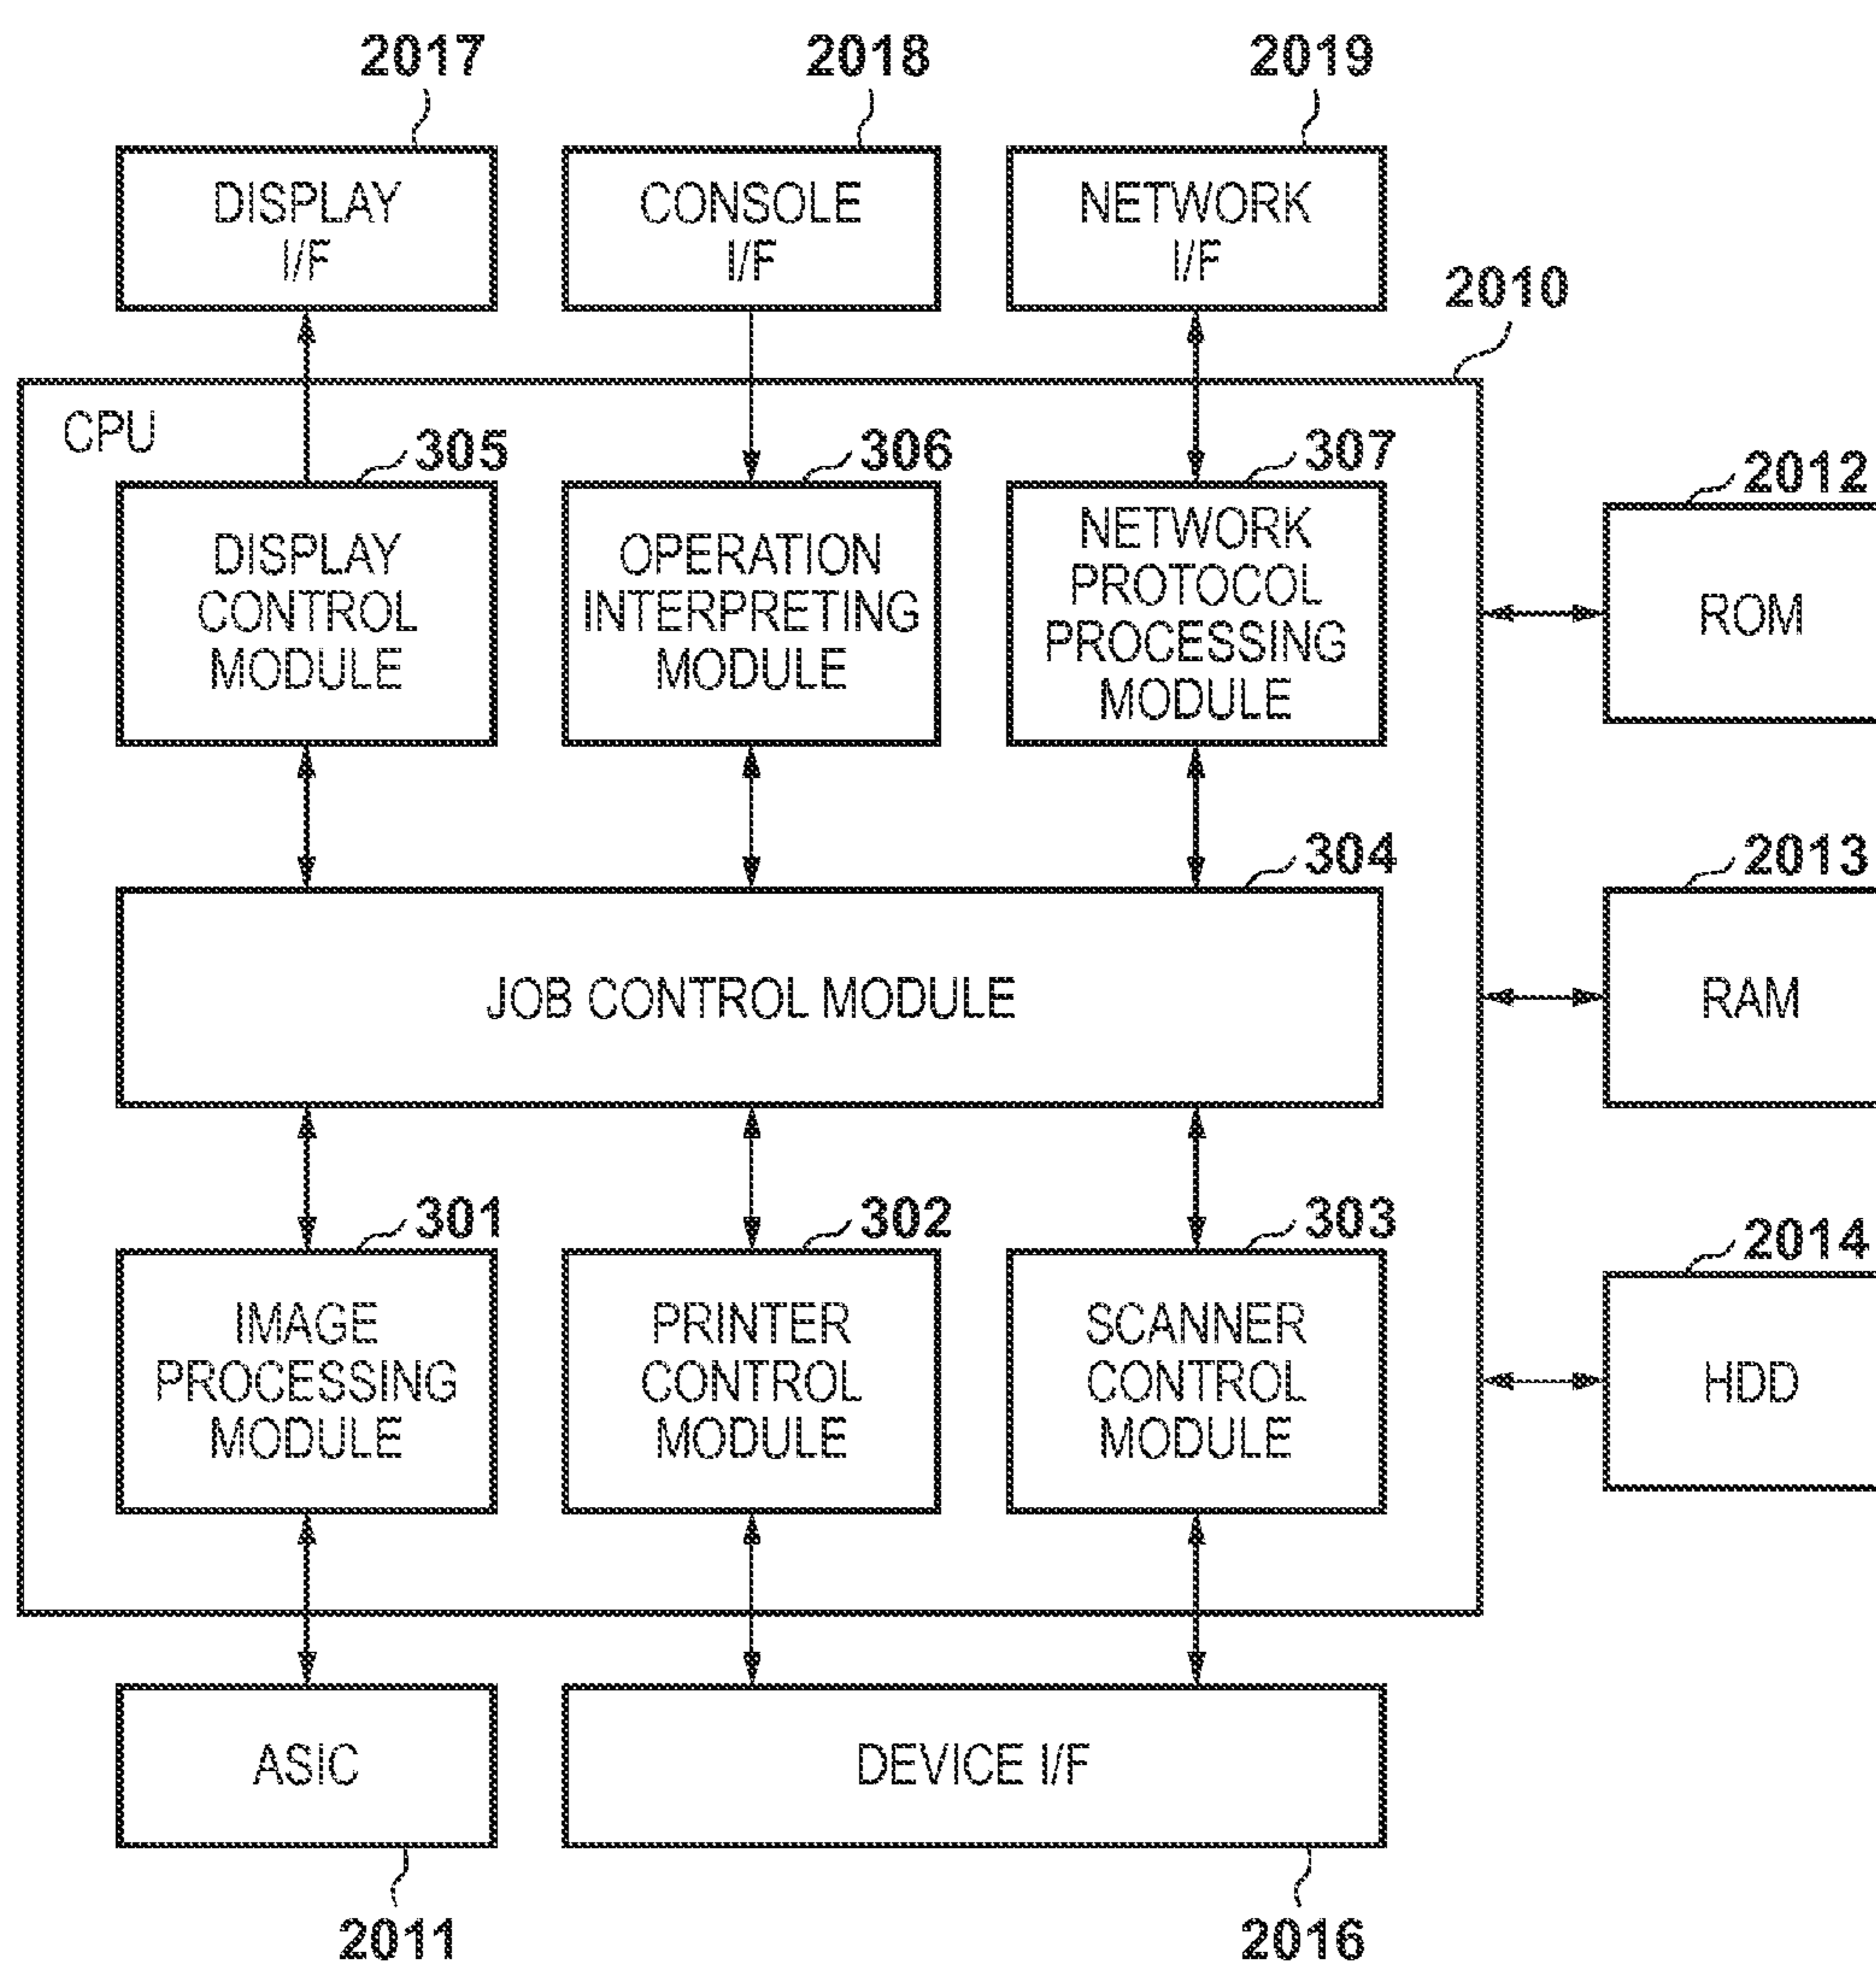 2017
2018
2019
DISPLAY
I/F
CONSOLE
I/F
NETWORK
I/F
2010
CPU
305
306
307
2012
DISPLAY
CONTROL
MODULE
OPERATION
INTERPRETING
MODULE
NETWORK
PROTOCOL
PROCESSING
MODULE
ROM
304
2013
JOB CONTROL MODULE
RAM
301
302
303
2014
IMAGE
PROCESSING
MODULE
PRINTER
CONTROL
MODULE
SCANNER
CONTROL
MODULE
HDD
ASIC
DEVICE I/F
2011
2016